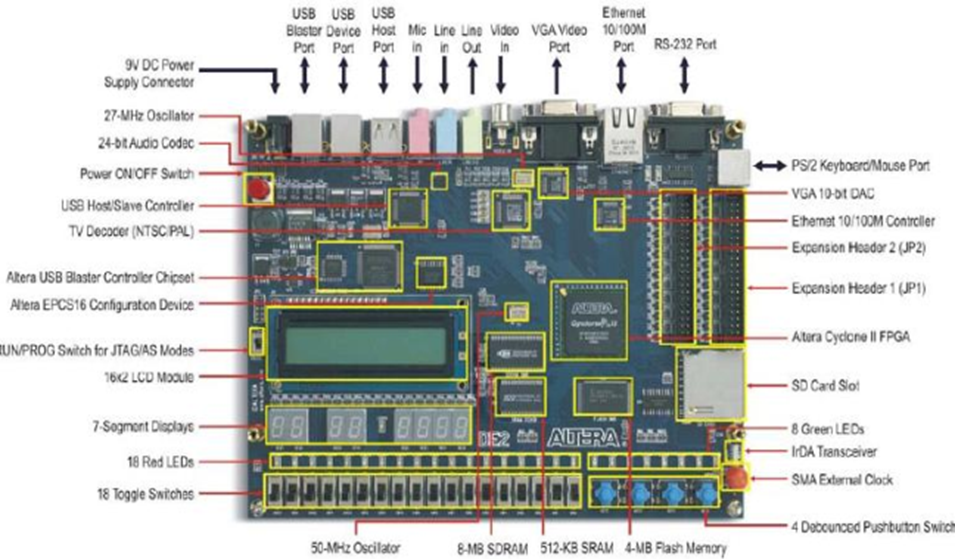 USB Blaster Port
USB Device Port
USB Host Port
Mic in
Line in
Line Out
Video In
VGA Video Port
Ethernet 10/100M Port
RS-232 Port
9V DC Power Supply Connector
27-MHz Oscillator
24-bit Audio Codec
Power ON/OFF Switch
USB Host/Slave Controller
TV Decoder (NTSC/PAL)
Altera USB Blaster Controller Chipset
Altera EPCS16 Configuration Device
RUN/PROG Switch for JTAG/AS Modes
16x2 LCD Module
7-Segment Displays
18 Red LEDs
18 Toggle Switches
PS/2 Keyboard/Mouse Port
VGA 10-bit DAC
Ethernet 10/100M Controller
Expansion Header 2 (JP2)
Expansion Header 1 (JP1)
Altera Cyclone II FPGA
SD Card Slot
8 Green LEDs
IrDA Transceiver
SMA External Clock
4 Debounced Pushbutton Switch
50-MHz Oscillator
8-MB SDRAM
512-KB SRAM
4-MB Flash Memory
ALTERA
Cyclone II
DE2
ALTERA